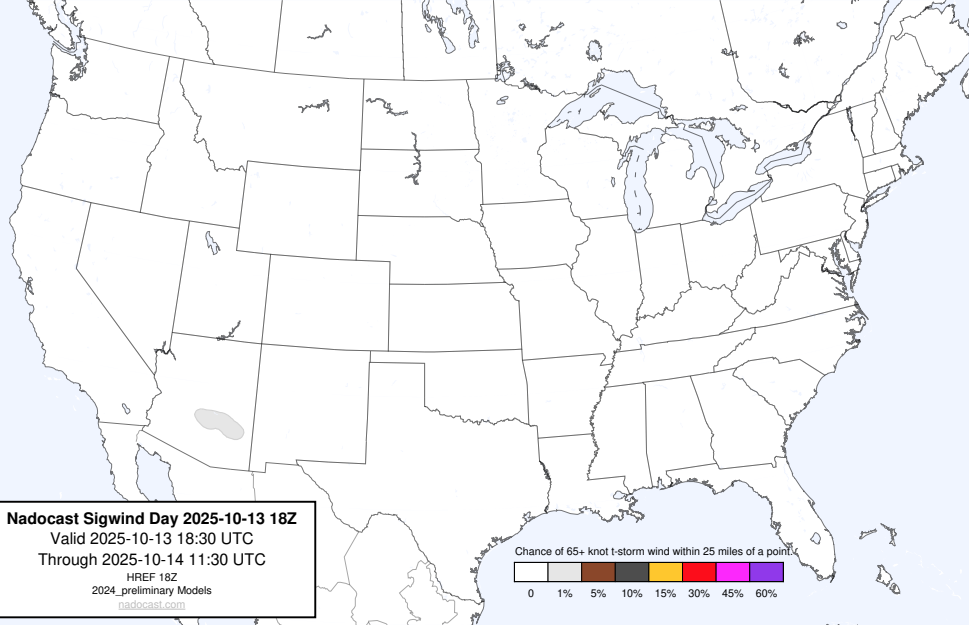 Nadocast Sigwind Day 2025-10-13 18Z
Valid 2025-10-13 18:30 UTC
Through 2025-10-14 11:30 UTC
HREF 18Z
2024_preliminary Models
nadocast.com
Chance of 65+ knot t-storm wind within 25 miles of a point.
0 1% 5% 10% 15% 30% 45% 60%